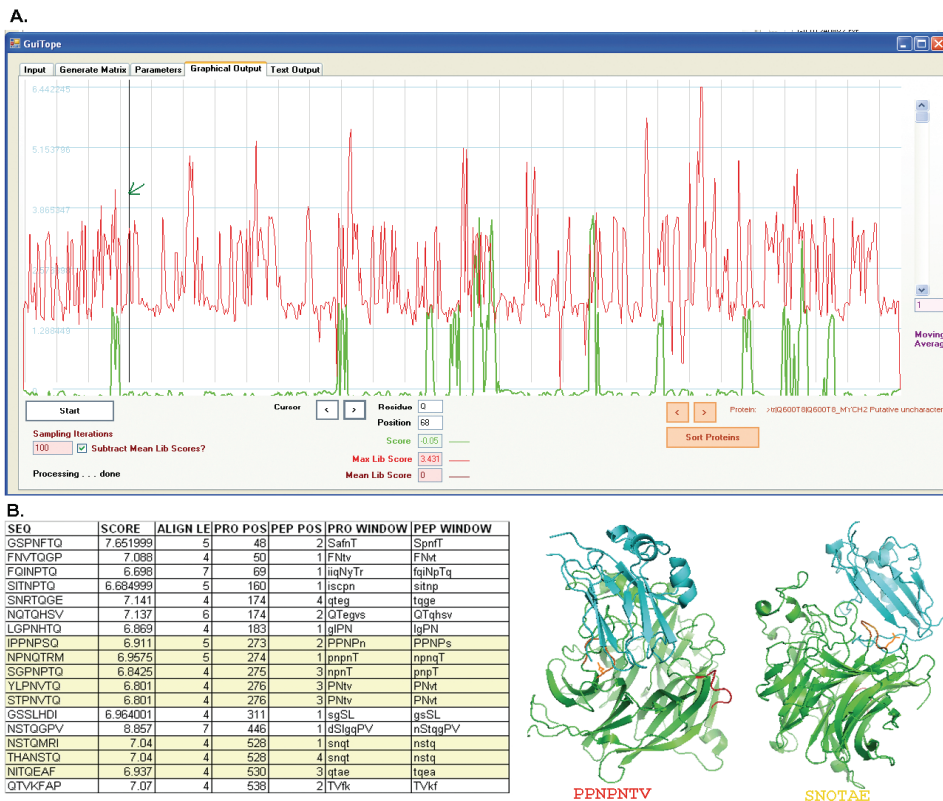 A.
GuiTope
Input Generate Matrix Parameters Graphical Output Text Output
6.442245
5.153796
1
Moving
Averag
Start
Cursor < > Residue Q
Position 68
Sampling Iterations
100 Subtract Mean Lib Scores?
Score -0.05
Max Lib Score 3.431
Mean Lib Score 0
Processing . . . done
< > Protein: >tr|Q600T8|Q600T8_MYCH2 Putative uncharacter
Sort Proteins
B.
SEQ SCORE ALIGN LE PRO POS PEP POS PRO WINDOW PEP WINDOW
GSPNFTQ 7.651999 5 48 2 SafnT SpnfT
FNVTQGP 7.088 4 50 1 FNtv FNvt
FQINPTQ 6.698 7 69 1 iiqNyTr fqiNpTq
SITNPTQ 6.684999 5 160 1 iscpn sitnp
SNRTQGE 7.141 4 174 4 qteg tqge
NQTQHSV 7.137 6 174 2 QTegvs QTqhsv
LGPNHTQ 6.869 4 183 1 glPN lgPN
IPPNPSQ 6.911 5 273 2 PPNPn PPNPs
NPNQTRM 6.9575 5 274 1 pnpnT npnqT
SGPNPTQ 6.8425 4 275 3 npnT pnpT
YLPNVTQ 6.801 4 276 3 PNtv PNvt
STPNVTQ 6.801 4 276 3 PNtv PNvt
GSSLHDI 6.964001 4 311 1 sgSL gsSL
NSTQGPV 8.857 7 446 1 dSlgqPV nStqgPV
NSTQMRI 7.04 4 528 1 snqt nstq
THANSTQ 7.04 4 528 4 snqt nstq
NITQEAF 6.937 4 530 3 qtae tqea
QTVKFAP 7.07 4 538 2 TVfk TVkf
PPNPNTV
SNQTAE